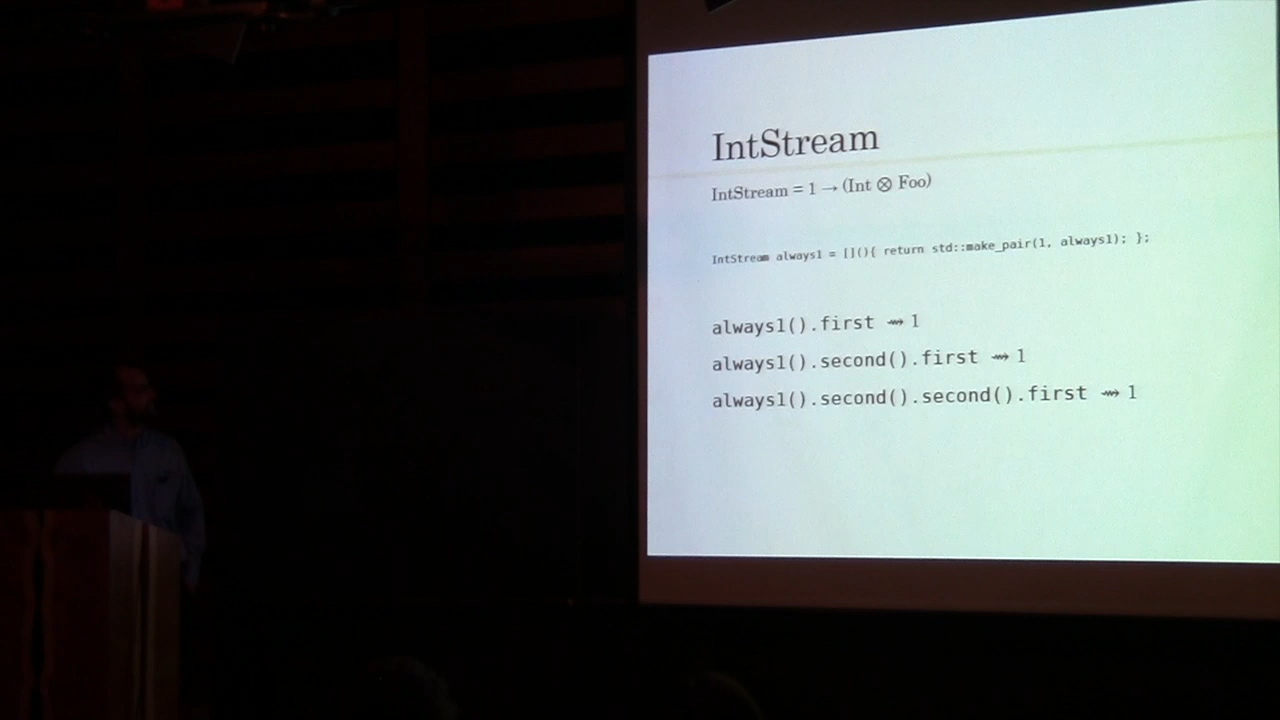 IntStream
IntStream = 1 → (Int ⊗ Foo)
IntStream always1 = [](){ return std::make_pair(1, always1); };
always1().first ⇝ 1
always1().second().first ⇝ 1
always1().second().second().first ⇝ 1